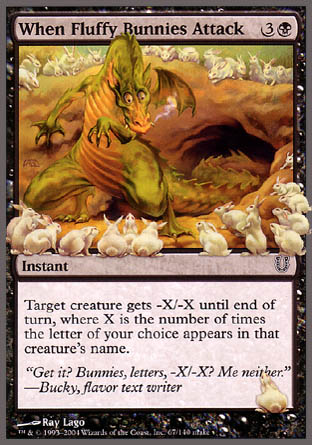 When Fluffy Bunnies Attack 3
Instant
Target creature gets -X/-X until end of
turn, where X is the number of times
the letter of your choice appears in that
creature's name.
"Get it? Bunnies, letters, -X/-X? Me neither."
—Bucky, flavor text writer
Ray Lago
™ & © 1993–2004 Wizards of the Coast, Inc. 67/140